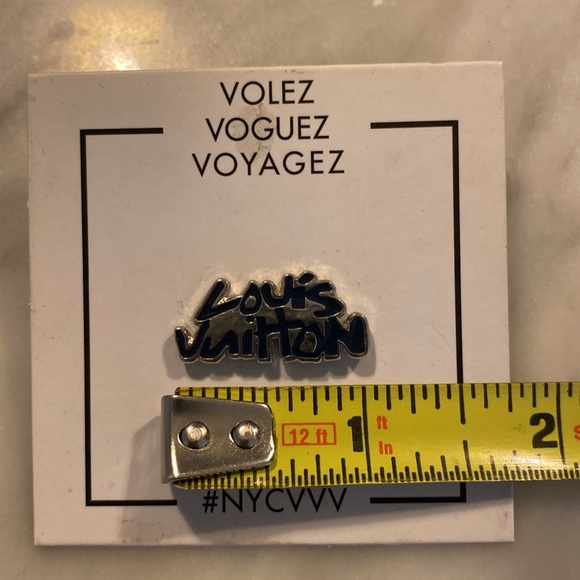 VOLEZ
VOGUEZ
VOYAGEZ
Louis
Vuitton
12 ft 1 ft 2
In
#NYCVVV